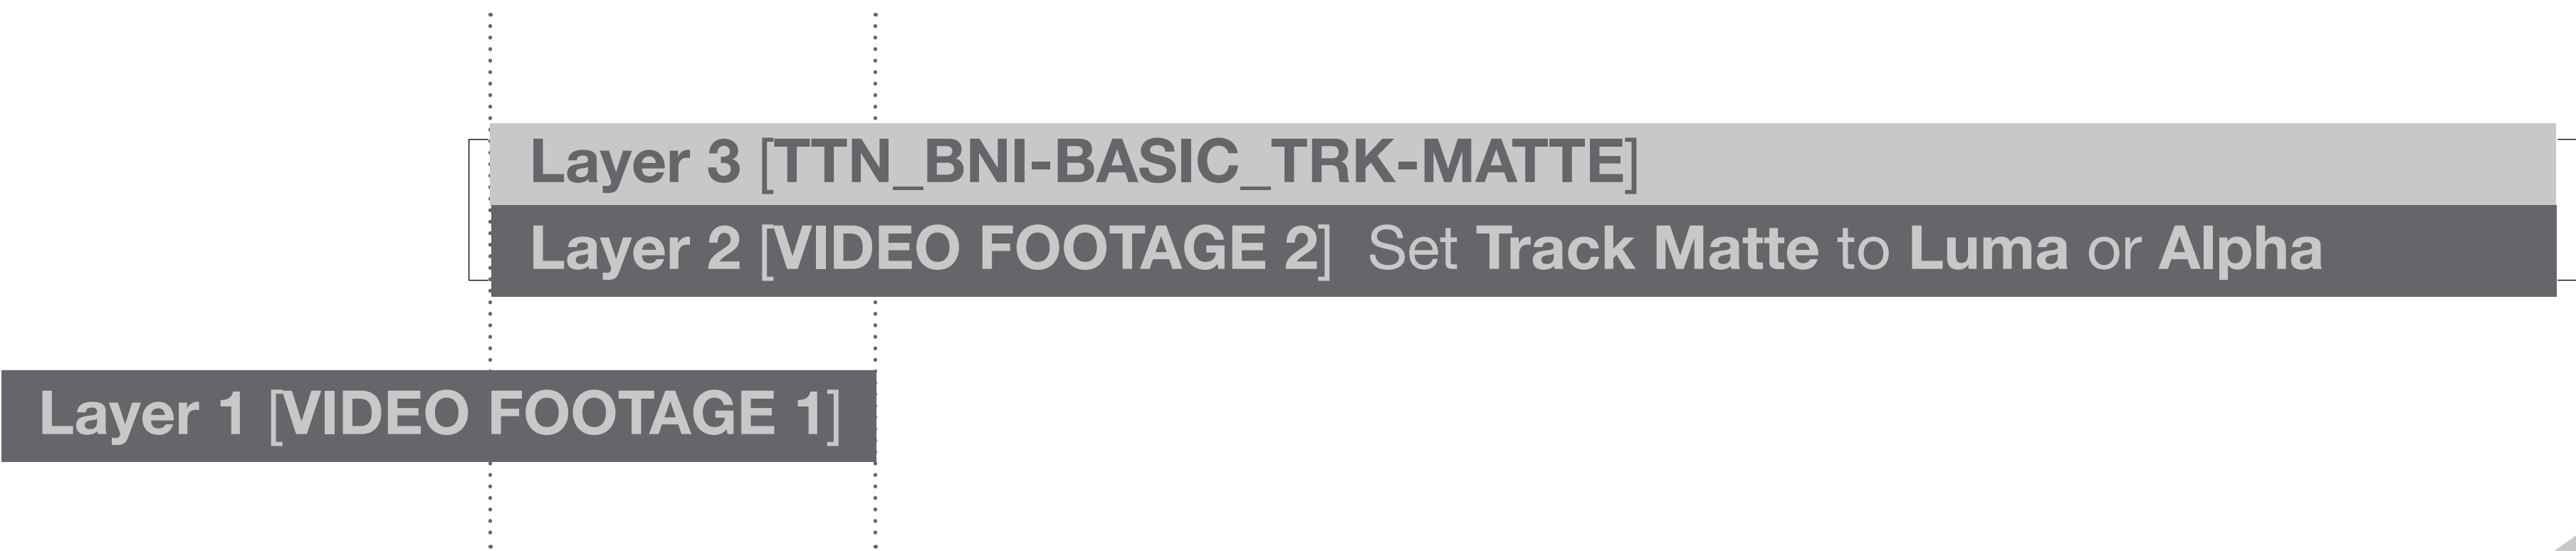 Layer 3 [TTN_BNI-BASIC_TRK-MATTE]
Layer 2 [VIDEO FOOTAGE 2] Set Track Matte to Luma or Alpha
Layer 1 [VIDEO FOOTAGE 1]